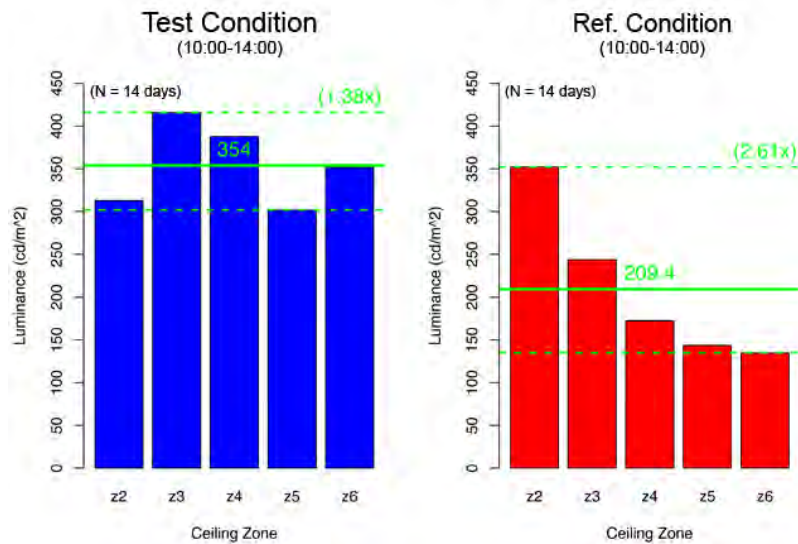 Test Condition
(10:00-14:00)
(N = 14 days)
(1.38x)
354
450
400
350
300
250
200
150
100
50
0
Luminance (cd/m^2)
z2 z3 z4 z5 z6
Ceiling Zone
Ref. Condition
(10:00-14:00)
(N = 14 days)
(2.61x)
209.4
450
400
350
300
250
200
150
100
50
0
Luminance (cd/m^2)
z2 z3 z4 z5 z6
Ceiling Zone